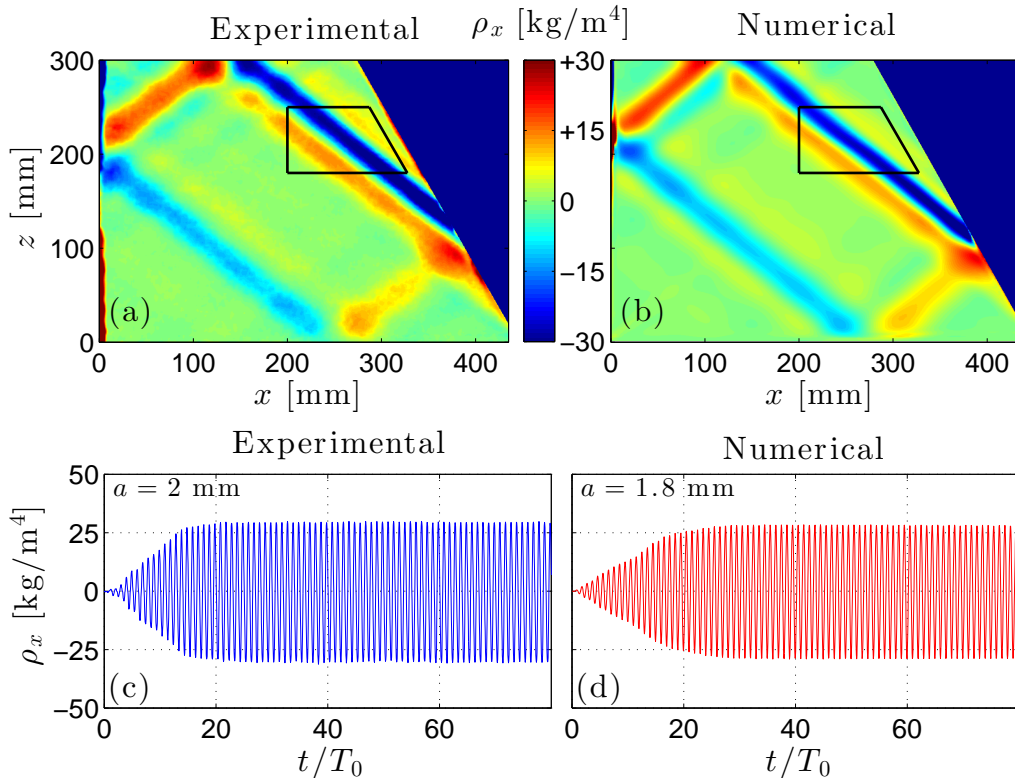 Experimental
ρx [kg/m⁴]
Numerical
z [mm]
300
200
100
0
(a)
0 100 200 300 400
x [mm]
+30
+15
0
-15
-30
(b)
0 100 200 300 400
x [mm]
Experimental
Numerical
ρx [kg/m⁴]
50
25
0
-25
-50
a = 2 mm
(c)
0 20 40 60
t/T₀
a = 1.8 mm
(d)
0 20 40 60
t/T₀